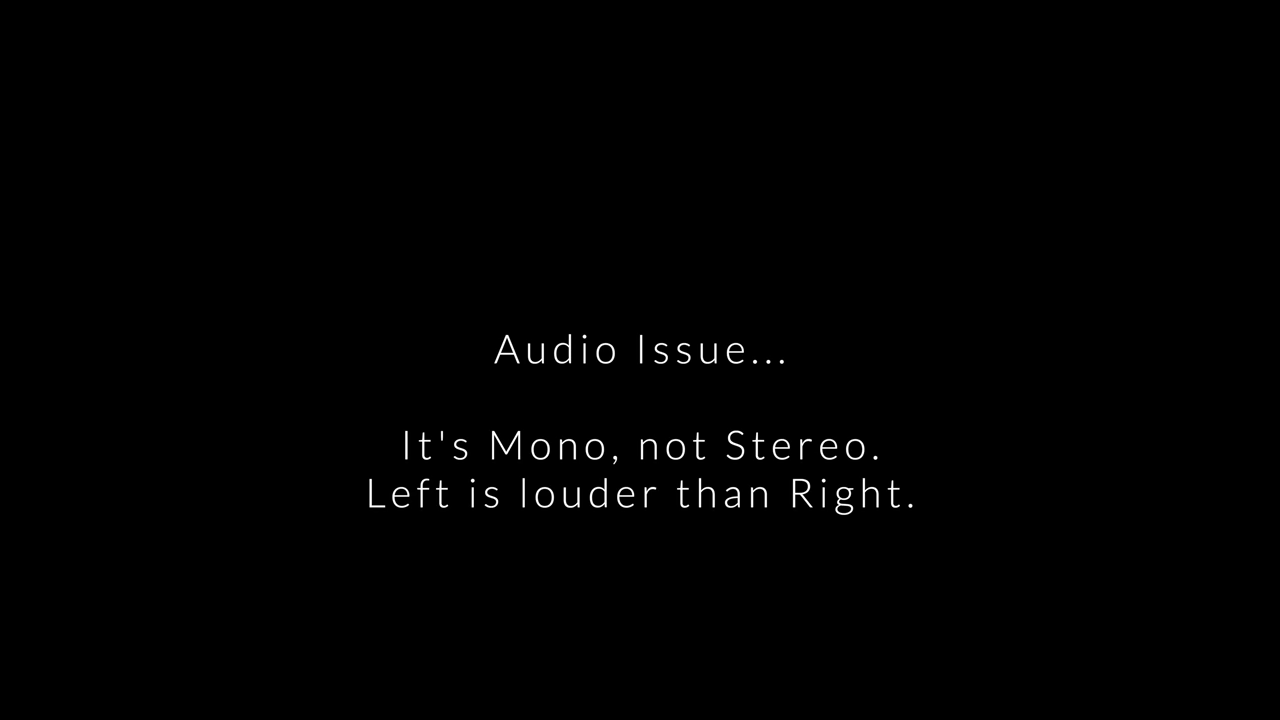 Audio Issue...
It's Mono, not Stereo.
Left is louder than Right.